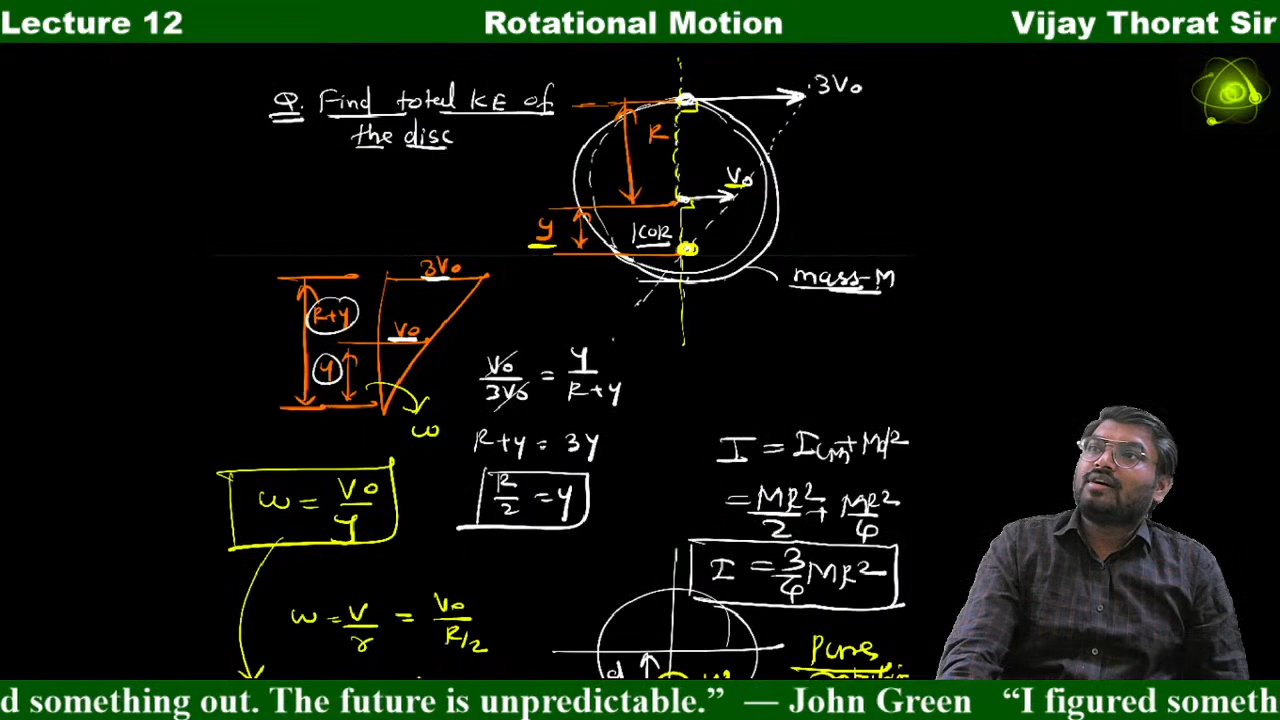 Lecture 12
Rotational Motion
Vijay Thorat Sir
Q. Find total KE of
the disc
3V₀
R
V₀
y
ICOR
mass-M
3V₀
R+y
V₀
y
ω
V₀/3V₀ = y/R+y
R+y = 3y
R/2 = y
ω = V₀/y
ω = V/r = V₀/R/2
I = ICM + Md²
= MR²/2 + MR²/4
I = 3/4 MR²
d
Pure
d something out. The future is unpredictable.” — John Green “I figured someth